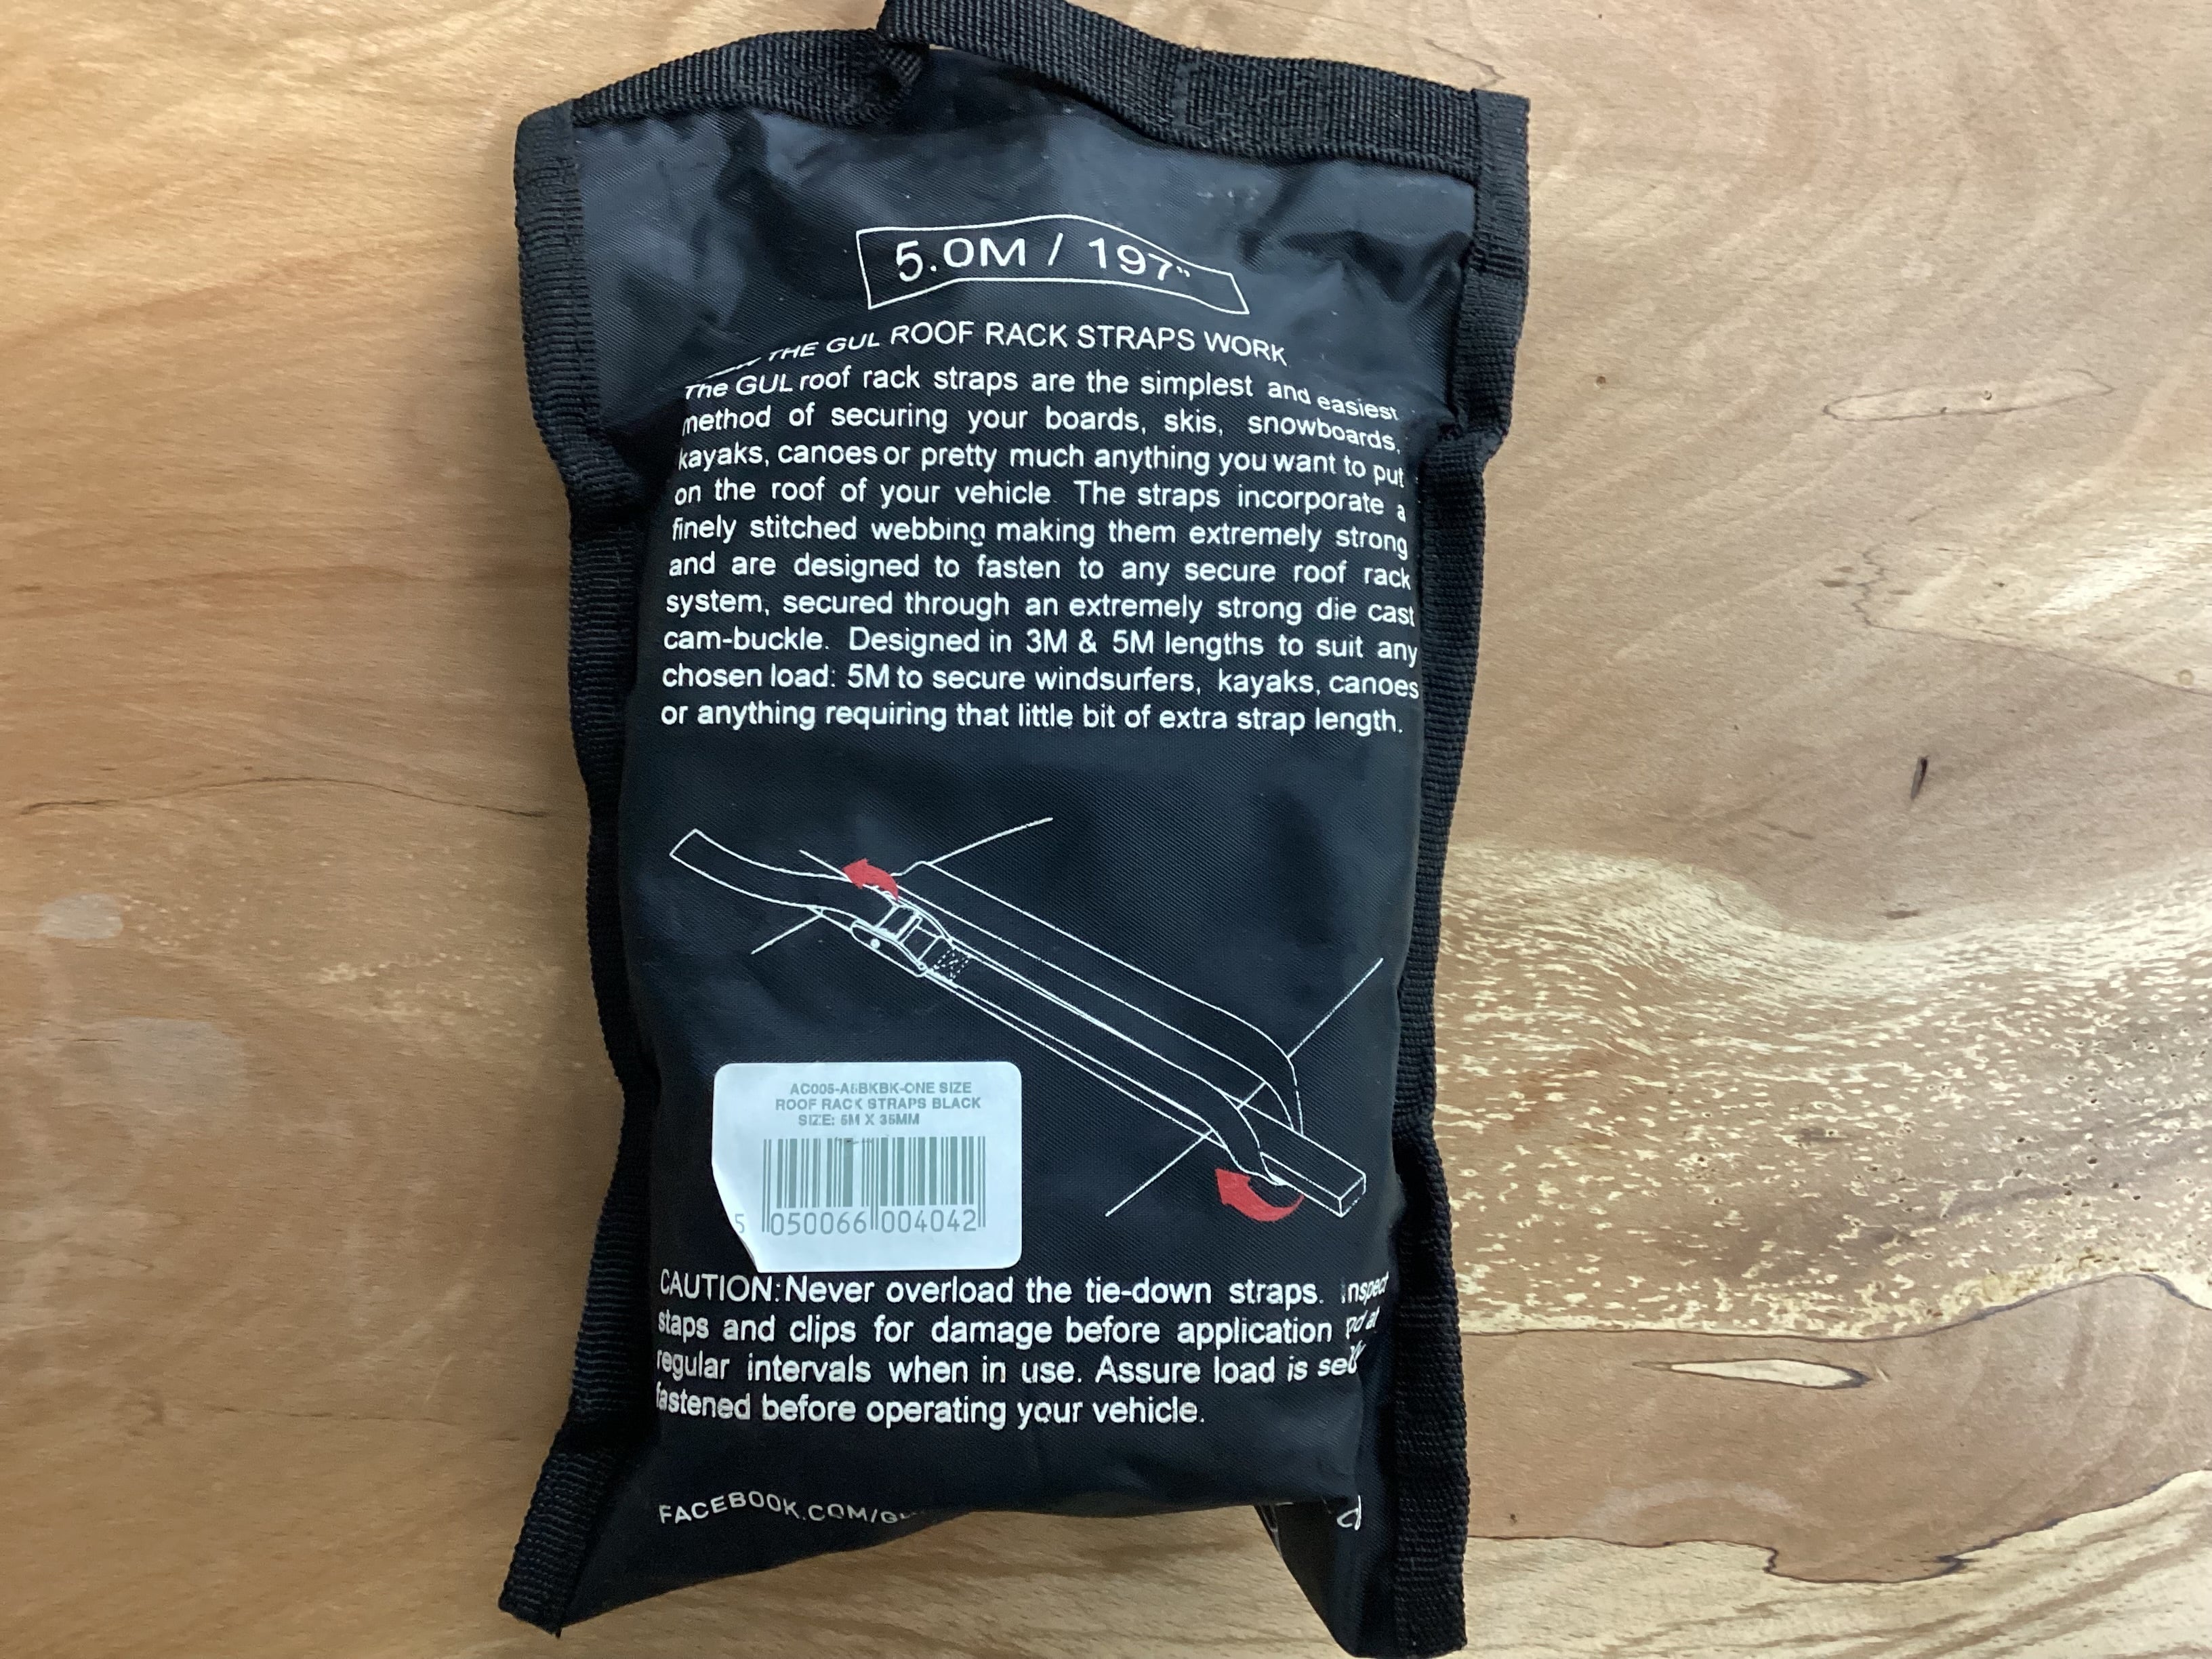 5.0M / 197"
THE GUL ROOF RACK STRAPS WORK
The GUL roof rack straps are the simplest and easiest
method of securing your boards, skis, snowboards,
kayaks, canoes or pretty much anything you want to put
on the roof of your vehicle. The straps incorporate a
finely stitched webbing making them extremely strong
and are designed to fasten to any secure roof rack
system, secured through an extremely strong die cast
cam-buckle. Designed in 3M & 5M lengths to suit any
chosen load: 5M to secure windsurfers, kayaks, canoes
or anything requiring that little bit of extra strap length.
AC005-A5BKBK-ONE SIZE
ROOF RACK STRAPS BLACK
SIZE: 5M X 35MM
5 050066 004042
CAUTION: Never overload the tie-down straps. Inspect
staps and clips for damage before application at
regular intervals when in use. Assure load is
fastened before operating your vehicle.
FACEBOOK.COM/